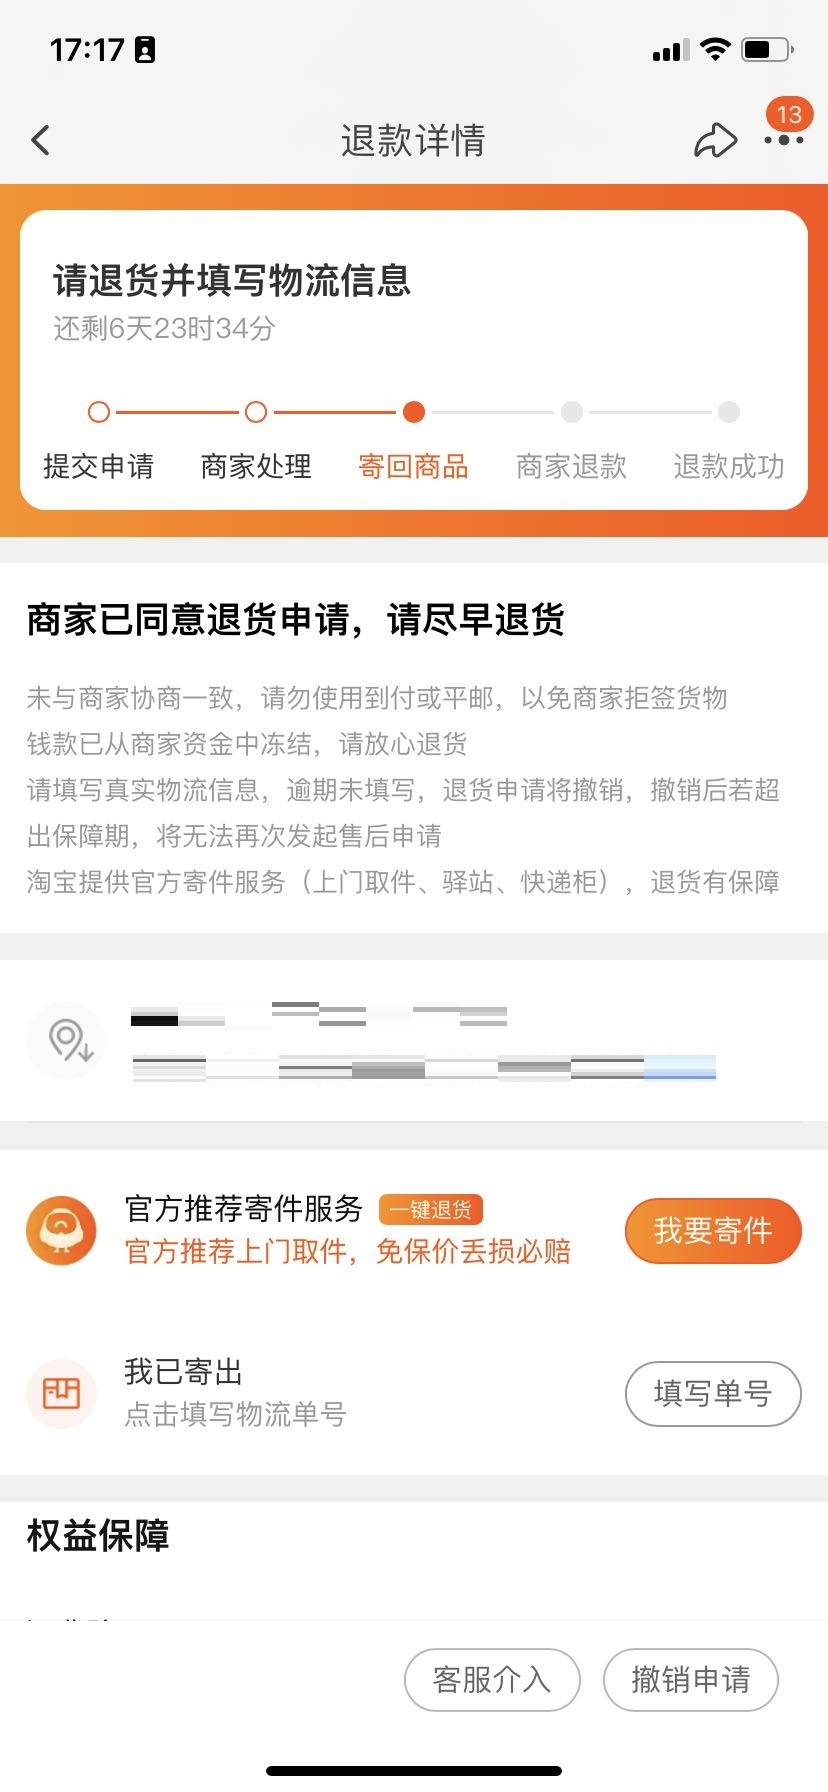 17:17
退款详情
13
请退货并填写物流信息
还剩6天23时34分
提交申请 商家处理 寄回商品 商家退款 退款成功
商家已同意退货申请，请尽早退货
未与商家协商一致，请勿使用到付或平邮，以免商家拒签货物
钱款已从商家资金中冻结，请放心退货
请填写真实物流信息，逾期未填写，退货申请将撤销，撤销后若超
出保障期，将无法再次发起售后申请
淘宝提供官方寄件服务（上门取件、驿站、快递柜），退货有保障
官方推荐寄件服务 一键退货
官方推荐上门取件，免保价丢损必赔
我要寄件
我已寄出
点击填写物流单号
填写单号
权益保障
客服介入 撤销申请